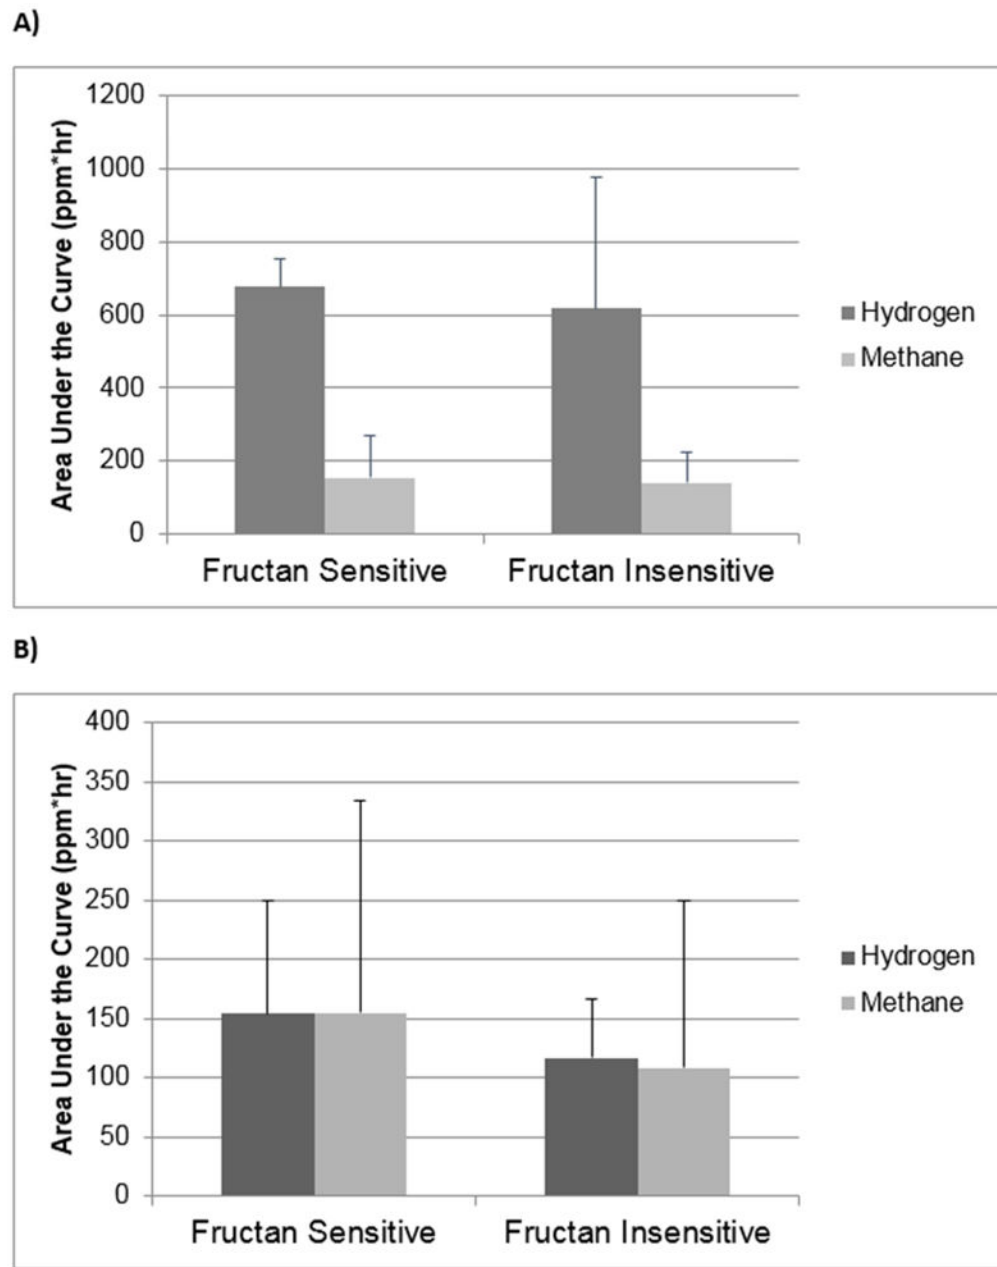 A)
Area Under the Curve (ppm*hr)
1200
1000
800
600
400
200
0
Fructan Sensitive
Fructan Insensitive
Hydrogen
Methane
B)
Area Under the Curve (ppm*hr)
400
350
300
250
200
150
100
50
0
Fructan Sensitive
Fructan Insensitive
Hydrogen
Methane